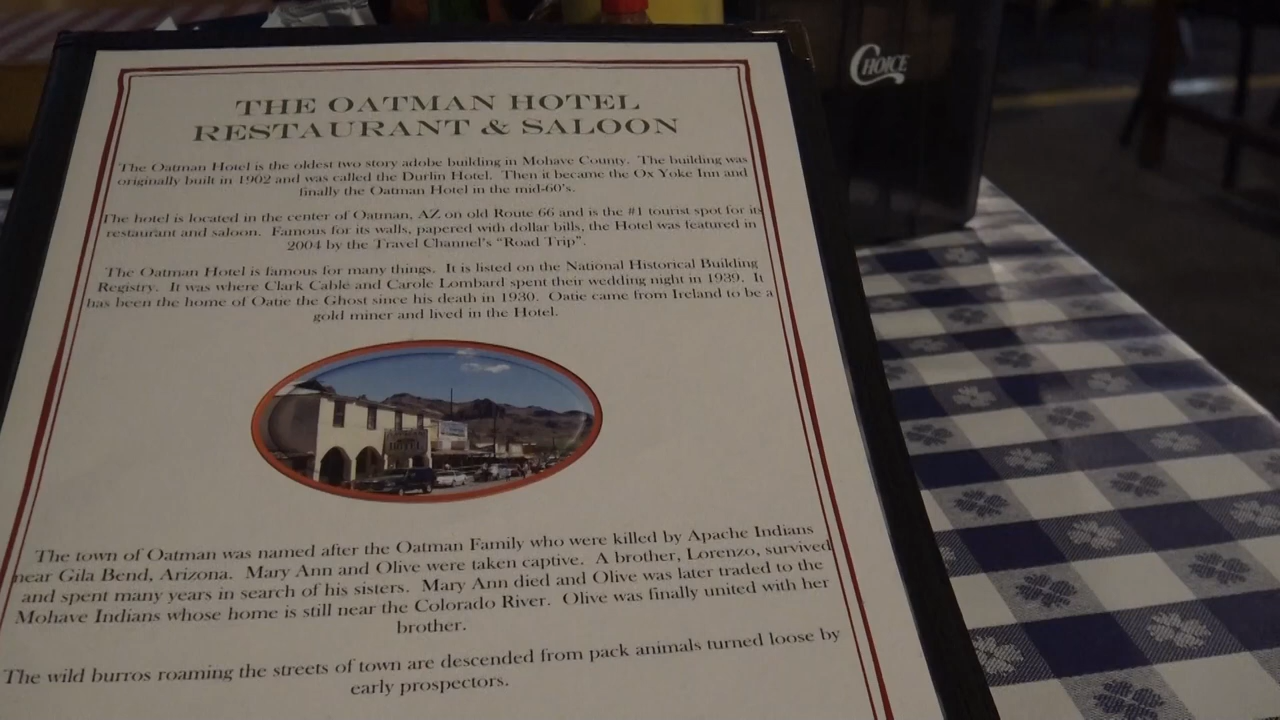 THE OATMAN HOTEL
RESTAURANT & SALOON
The Oatman Hotel is the oldest two story adobe building in Mohave County. The building was
originally built in 1902 and was called the Durlin Hotel. Then it became the Ox Yoke Inn and
finally the Oatman Hotel in the mid-60's.
The hotel is located in the center of Oatman, AZ on old Route 66 and is the #1 tourist spot for its
restaurant and saloon. Famous for its walls, papered with dollar bills, the Hotel was featured in
2004 by the Travel Channel's "Road Trip".
The Oatman Hotel is famous for many things. It is listed on the National Historical Building
Registry. It was where Clark Gable and Carole Lombard spent their wedding night in 1939. It
has been the home of Oatie the Ghost since his death in 1930. Oatie came from Ireland to be a
gold miner and lived in the Hotel.
The town of Oatman was named after the Oatman Family who were killed by Apache Indians
near Gila Bend, Arizona. Mary Ann and Olive were taken captive. A brother, Lorenzo, survived
and spent many years in search of his sisters. Mary Ann died and Olive was later traded to the
Mohave Indians whose home is still near the Colorado River. Olive was finally united with her
brother.
The wild burros roaming the streets of town are descended from pack animals turned loose by
early prospectors.
CHOICE